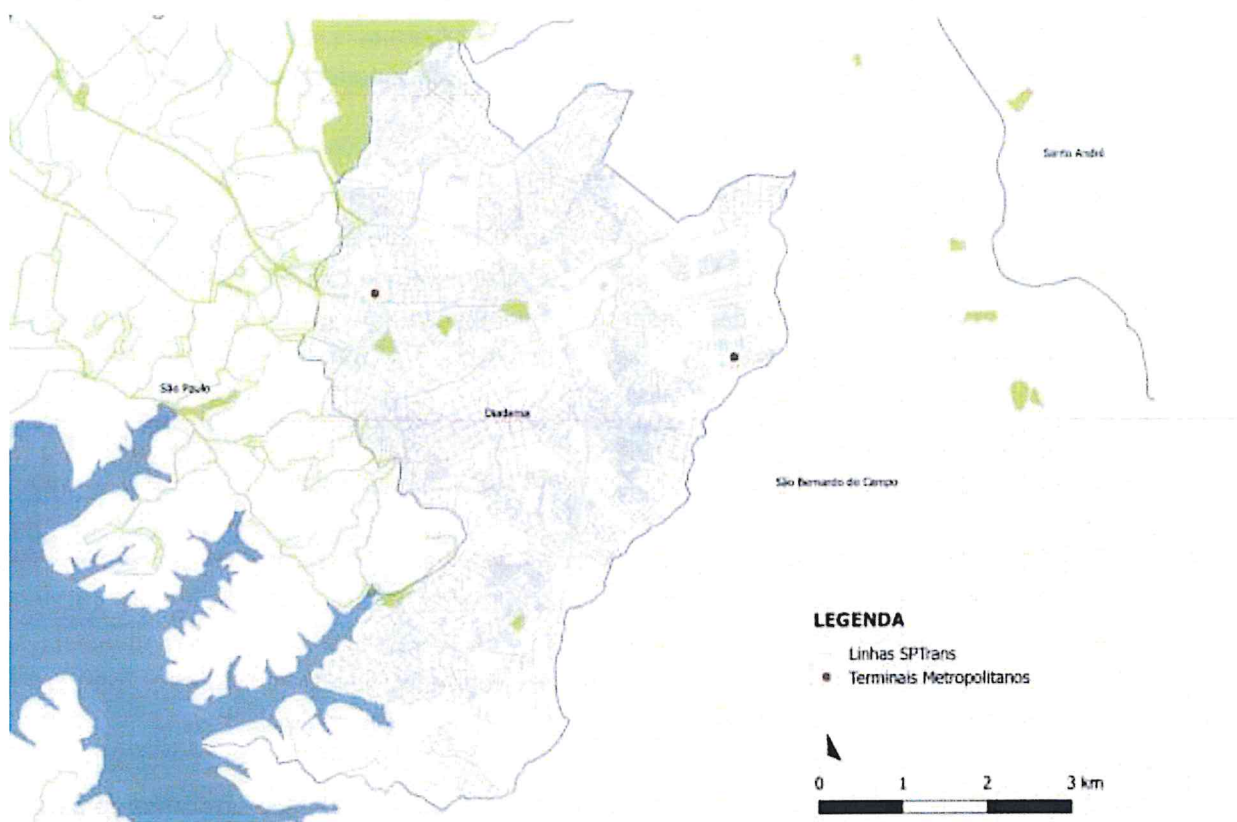 Santo André
São Paulo
Diadema
São Bernardo do Campo
LEGENDA
Linhas SPTrans
Terminais Metropolitanos
0 1 2 3 km